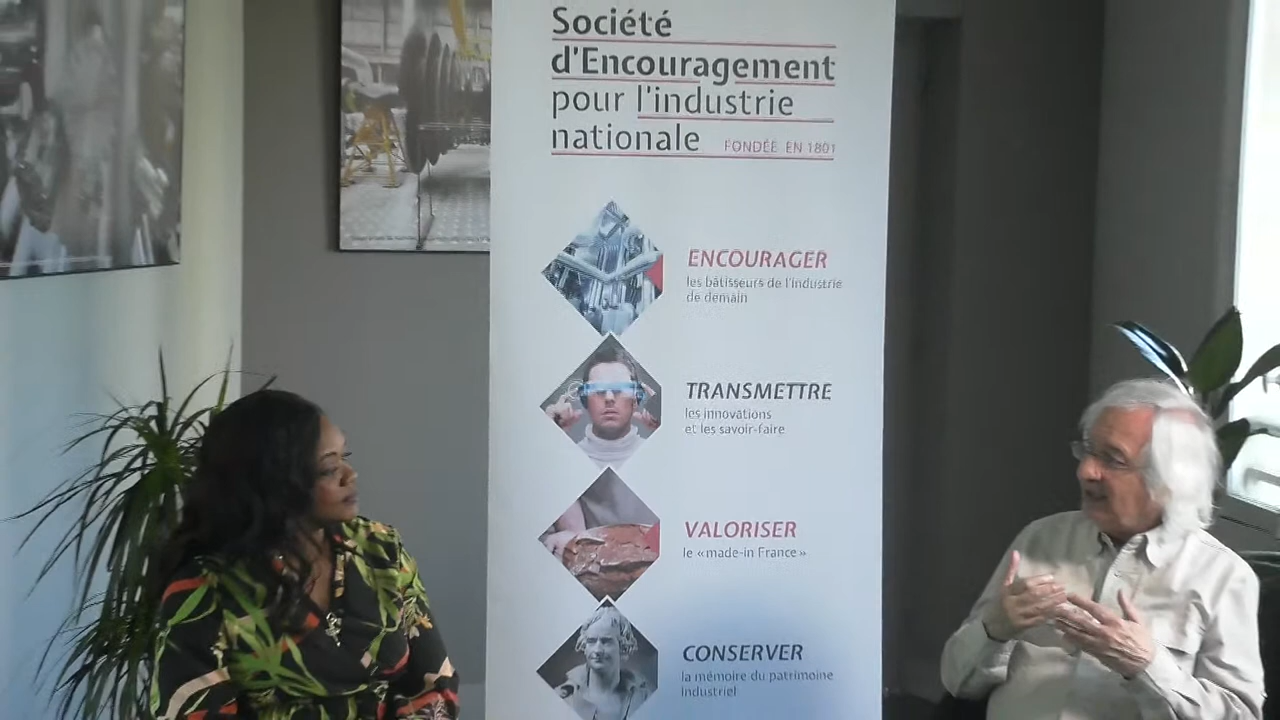 Société
d'Encouragement
pour l'industrie
nationale FONDÉE EN 1801
ENCOURAGER
les bâtisseurs de l'industrie
de demain
TRANSMETTRE
les innovations
et les savoir-faire
VALORISER
le «made-in France»
CONSERVER
la mémoire du patrimoine
industriel